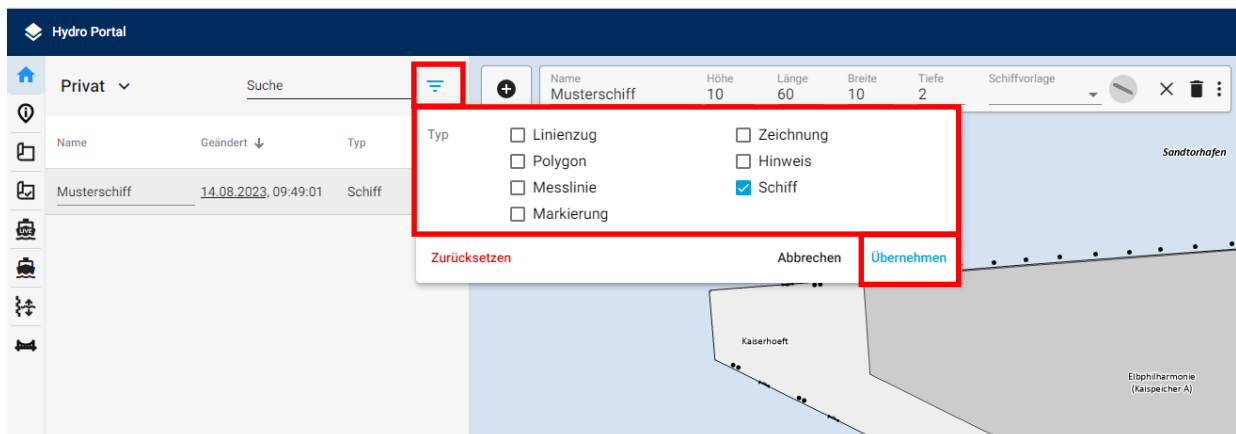 Hydro Portal
Privat
Suche
Name
Musterschiff
Höhe
10
Länge
60
Breite
10
Tiefe
2
Schiffvorlage
Name
Geändert
Typ
Musterschiff
14.08.2023, 09:49:01
Schiff
Typ
Linienzug
Zeichnung
Polygon
Hinweis
Messlinie
Schiff
Markierung
Zurücksetzen
Abbrechen
Übernehmen
LIVE
Sandtorhafen
Kaiserhoeft
Elbphilharmonie
(Kaispeicher A)